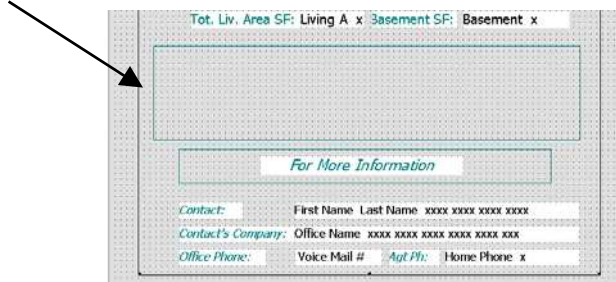 Tot. Liv. Area SF: Living A x Basement SF: Basement x
For More Information
Contact: First Name Last Name xxxx xxxx xxxx xxxx
Contact's Company: Office Name xxxx xxxx xxxx xxxx xxxx xxx
Office Phone: Voice Mail # Agt Ph: Home Phone x